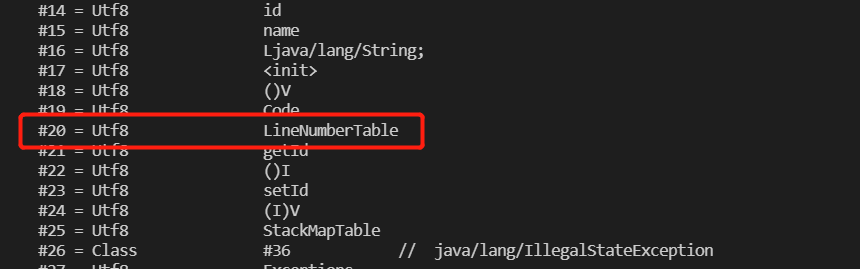 #14 = Utf8 id
#15 = Utf8 name
#16 = Utf8 Ljava/lang/String;
#17 = Utf8 <init>
#18 = Utf8 ()V
#19 = Utf8 Code
#20 = Utf8 LineNumberTable
#21 = Utf8 getId
#22 = Utf8 ()I
#23 = Utf8 setId
#24 = Utf8 (I)V
#25 = Utf8 StackMapTable
#26 = Class #36 // java/lang/IllegalStateException
#27 = Utf8 Exceptions